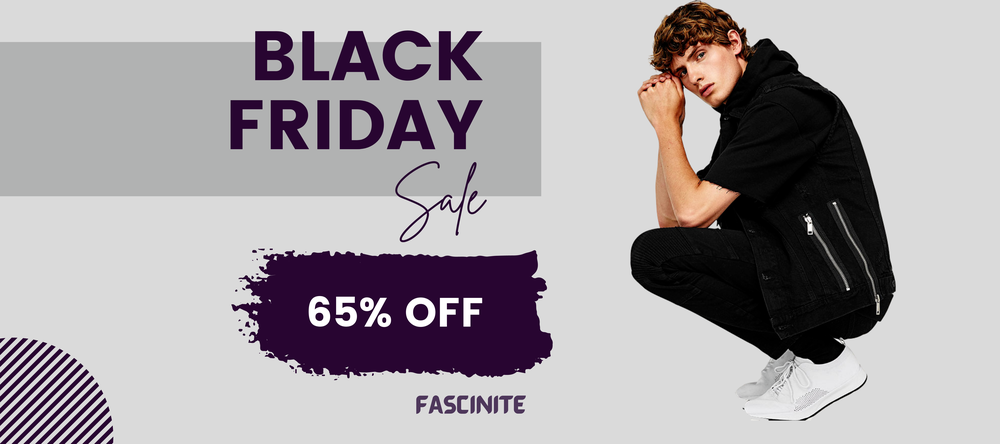 BLACK
FRIDAY
Sale
65% OFF
FASCINITE